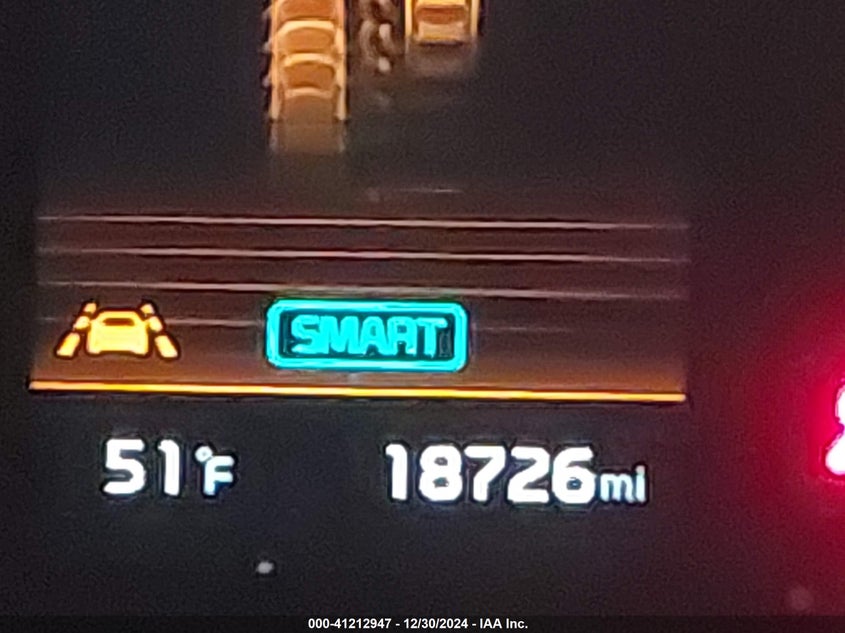 SMART
51°F 18726mi
000-41212947 - 12/30/2024 - IAA Inc.